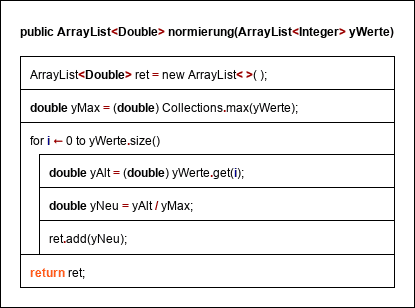 public ArrayList<Double> normierung(ArrayList<Integer> yWerte)
ArrayList<Double> ret = new ArrayList< >( );
double yMax = (double) Collections.max(yWerte);
for i ← 0 to yWerte.size()
double yAlt = (double) yWerte.get(i);
double yNeu = yAlt / yMax;
ret.add(yNeu);
return ret;